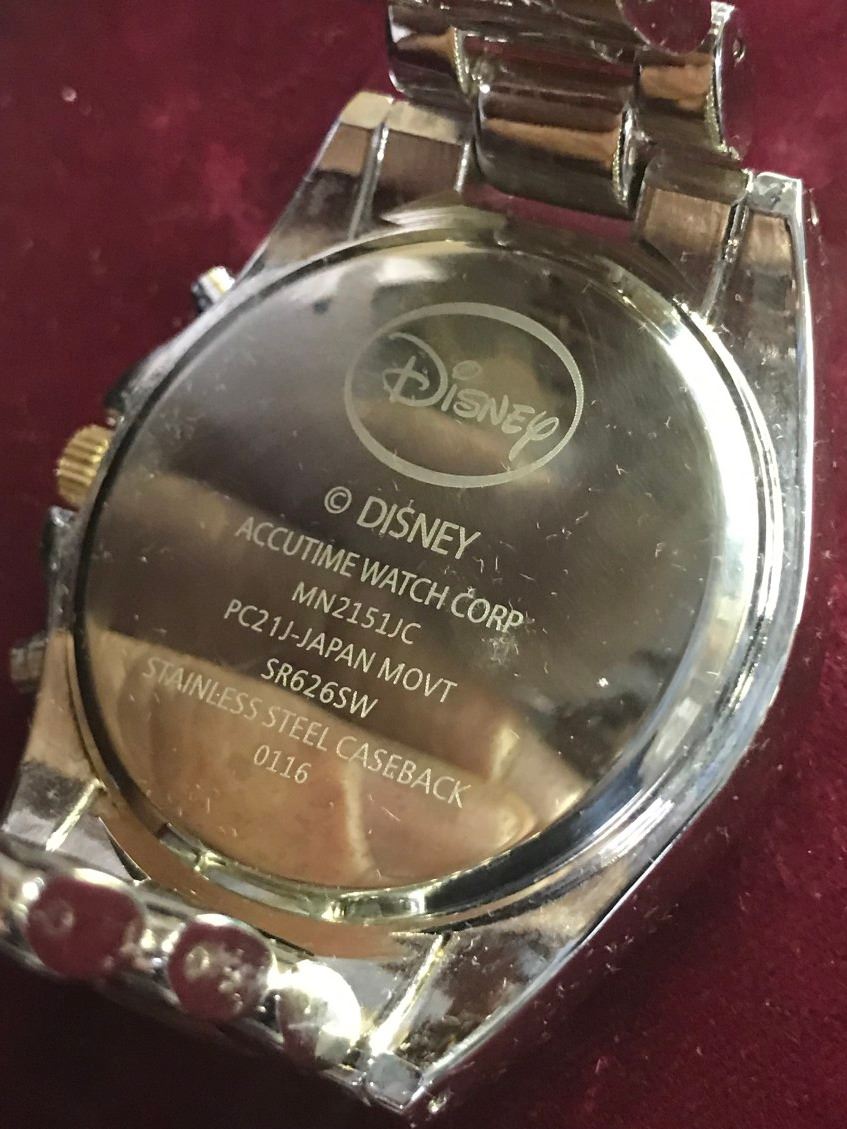 Disney
© DISNEY
ACCUTIME WATCH CORP
MN2151JC
PC21J-JAPAN MOVT
SR626SW
STAINLESS STEEL CASEBACK
0116